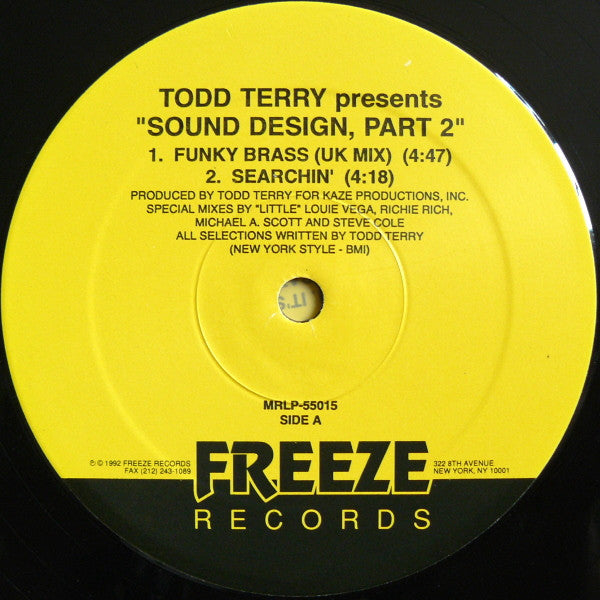 TODD TERRY presents
"SOUND DESIGN, PART 2"
1. FUNKY BRASS (UK MIX) (4:47)
2. SEARCHIN' (4:18)
PRODUCED BY TODD TERRY FOR KAZE PRODUCTIONS, INC.
SPECIAL MIXES BY "LITTLE" LOUIE VEGA, RICHIE RICH,
MICHAEL A. SCOTT AND STEVE COLE
ALL SELECTIONS WRITTEN BY TODD TERRY
(NEW YORK STYLE - BMI)
IT'S
MRLP-55015
SIDE A
℗ © 1992 FREEZE RECORDS
FAX (212) 243-1089
FREEZE
RECORDS
322 8TH AVENUE
NEW YORK, NY 10001